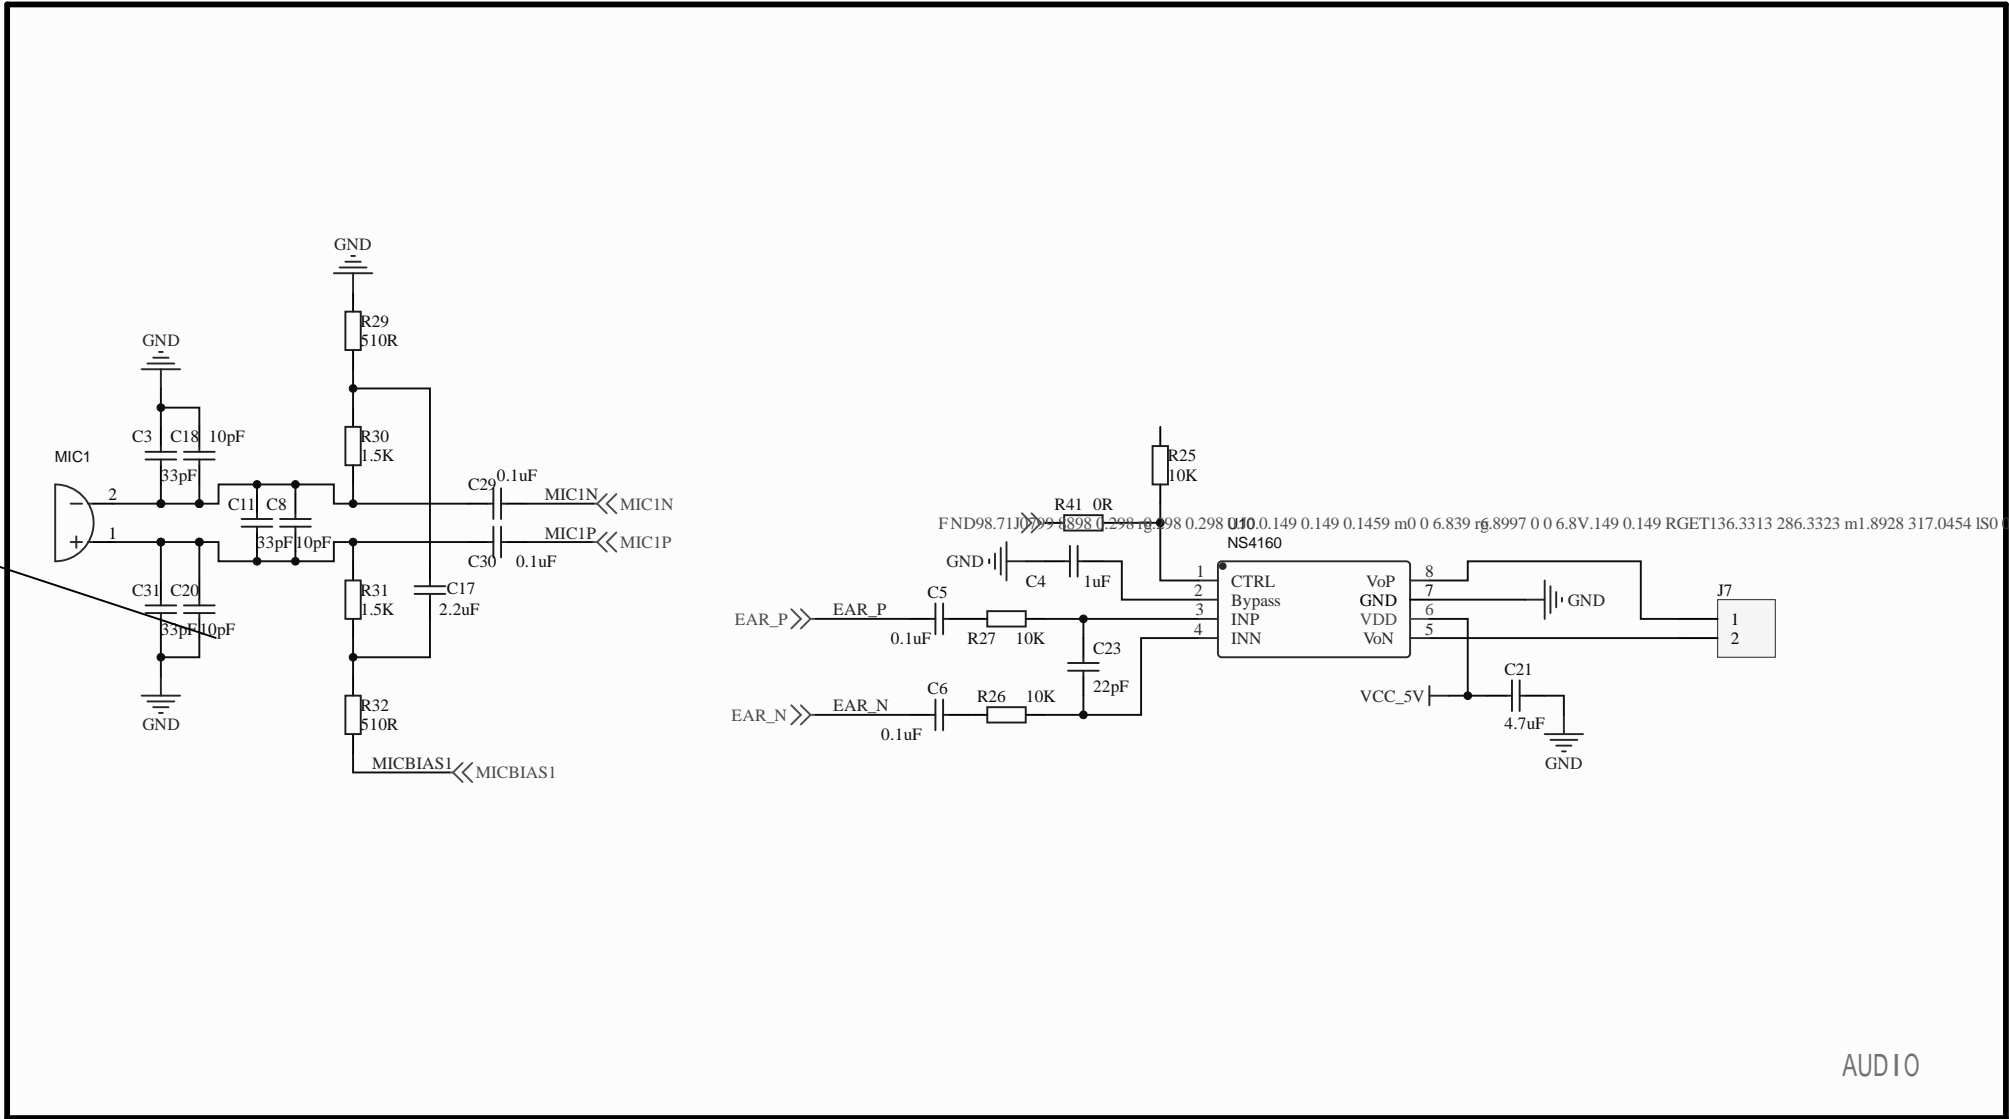 GND
R29
510R
GND
R30
1.5K
C3
C18
10pF
33pF
MIC1
2
1
C11
C8
33pF
10pF
C29
0.1uF
MIC1N
MIC1N
MIC1P
MIC1P
C30
0.1uF
C31
C20
33pF
10pF
GND
R31
1.5K
C17
2.2uF
R32
510R
MICBIAS1
MICBIAS1
R25
10K
R41
0R
U10
NS4160
GND
C4
1uF
EAR_P
EAR_P
C5
0.1uF
R27
10K
C23
22pF
EAR_N
EAR_N
C6
0.1uF
R26
10K
1
CTRL
2
Bypass
3
INP
4
INN
VoP
8
GND
7
VDD
6
VoN
5
GND
J7
1
2
VCC_5V
C21
4.7uF
GND
AUDIO